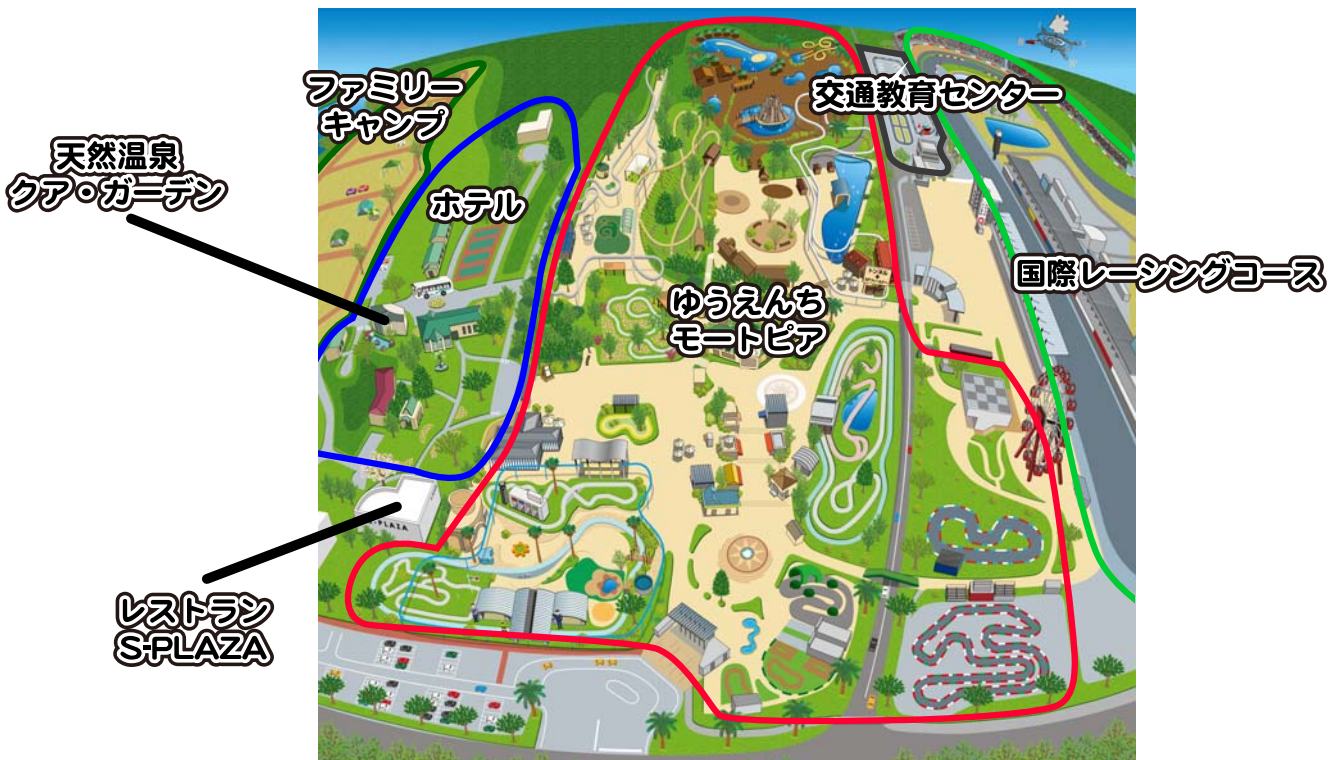 ファミリー
キャンプ
交通教育センター
天然温泉
クア・ガーデン
ホテル
国際レーシングコース
ゆうえんち
モートピア
レストラン
S-PLAZA